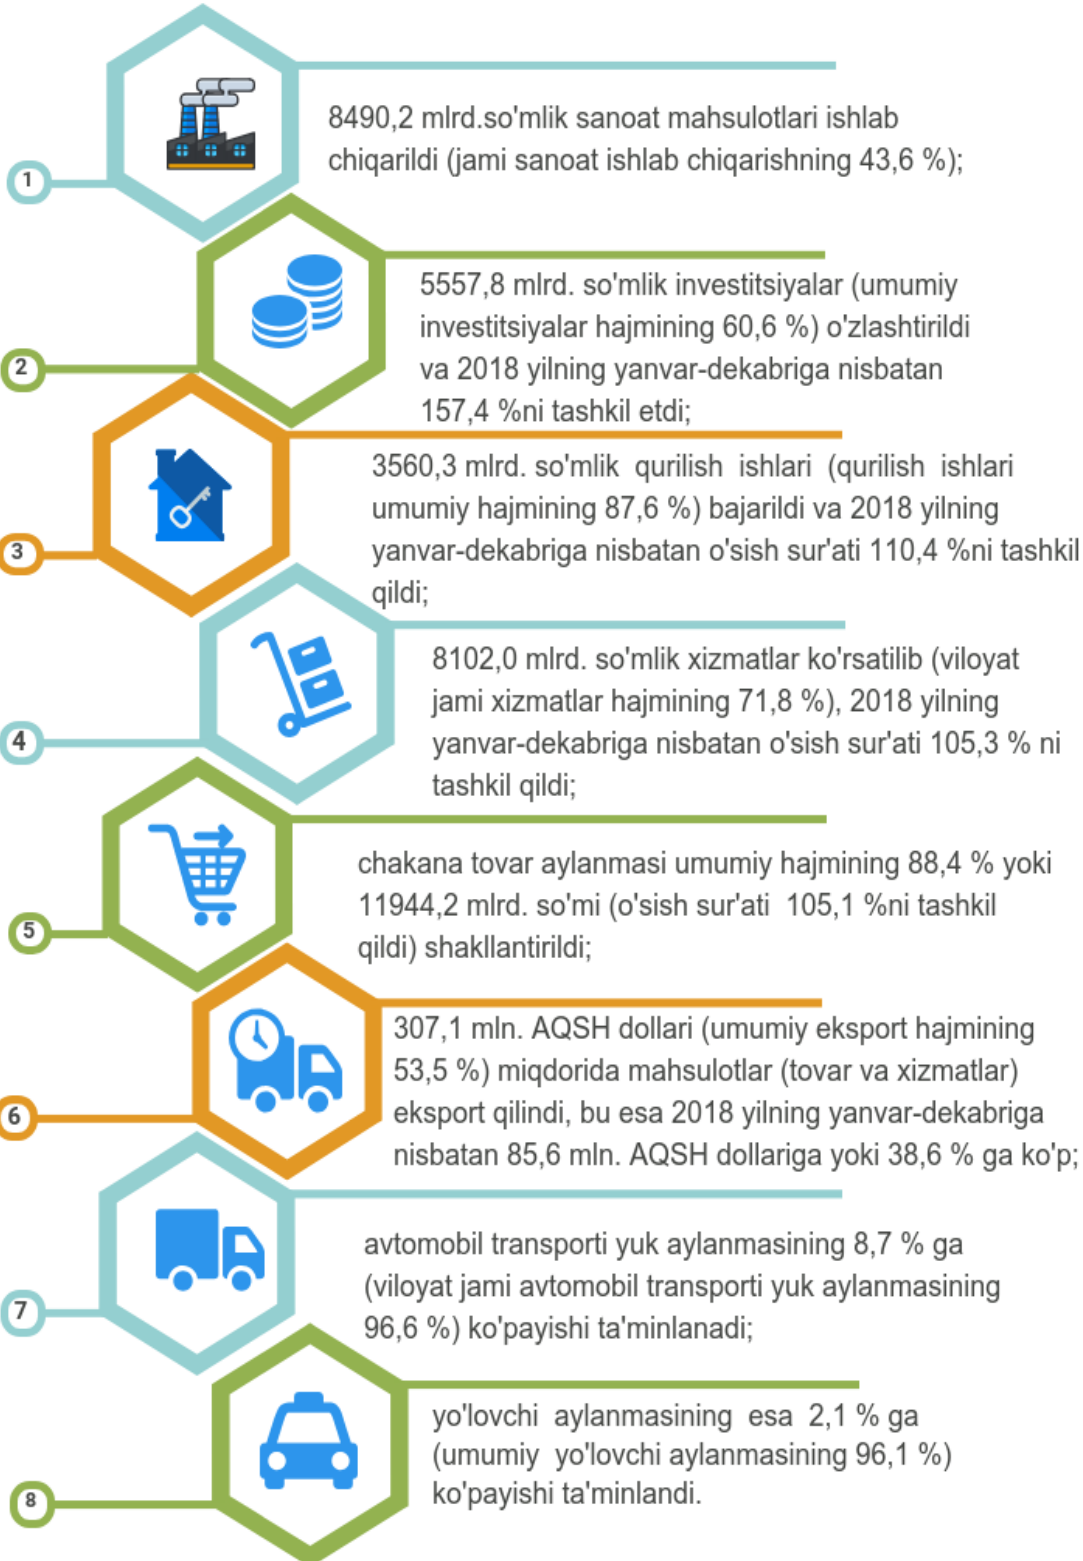 1
8490,2 mlrd.so'mlik sanoat mahsulotlari ishlab
chiqarildi (jami sanoat ishlab chiqarishning 43,6 %);
2
5557,8 mlrd. so'mlik investitsiyalar (umumiy
investitsiyalar hajmining 60,6 %) o'zlashtirildi
va 2018 yilning yanvar-dekabriga nisbatan
157,4 %ni tashkil etdi;
3
3560,3 mlrd. so'mlik qurilish ishlari (qurilish ishlari
umumiy hajmining 87,6 %) bajarildi va 2018 yilning
yanvar-dekabriga nisbatan o'sish sur'ati 110,4 %ni tashkil
qildi;
4
8102,0 mlrd. so'mlik xizmatlar ko'rsatilib (viloyat
jami xizmatlar hajmining 71,8 %), 2018 yilning
yanvar-dekabriga nisbatan o'sish sur'ati 105,3 % ni
tashkil qildi;
5
chakana tovar aylanmasi umumiy hajmining 88,4 % yoki
11944,2 mlrd. so'mi (o'sish sur'ati 105,1 %ni tashkil
qildi) shakllantirildi;
6
307,1 mln. AQSH dollari (umumiy eksport hajmining
53,5 %) miqdorida mahsulotlar (tovar va xizmatlar)
eksport qilindi, bu esa 2018 yilning yanvar-dekabriga
nisbatan 85,6 mln. AQSH dollariga yoki 38,6 % ga ko'p;
7
avtomobil transporti yuk aylanmasining 8,7 % ga
(viloyat jami avtomobil transporti yuk aylanmasining
96,6 %) ko'payishi ta'minlanadi;
8
yo'lovchi aylanmasining esa 2,1 % ga
(umumiy yo'lovchi aylanmasining 96,1 %)
ko'payishi ta'minlandi.